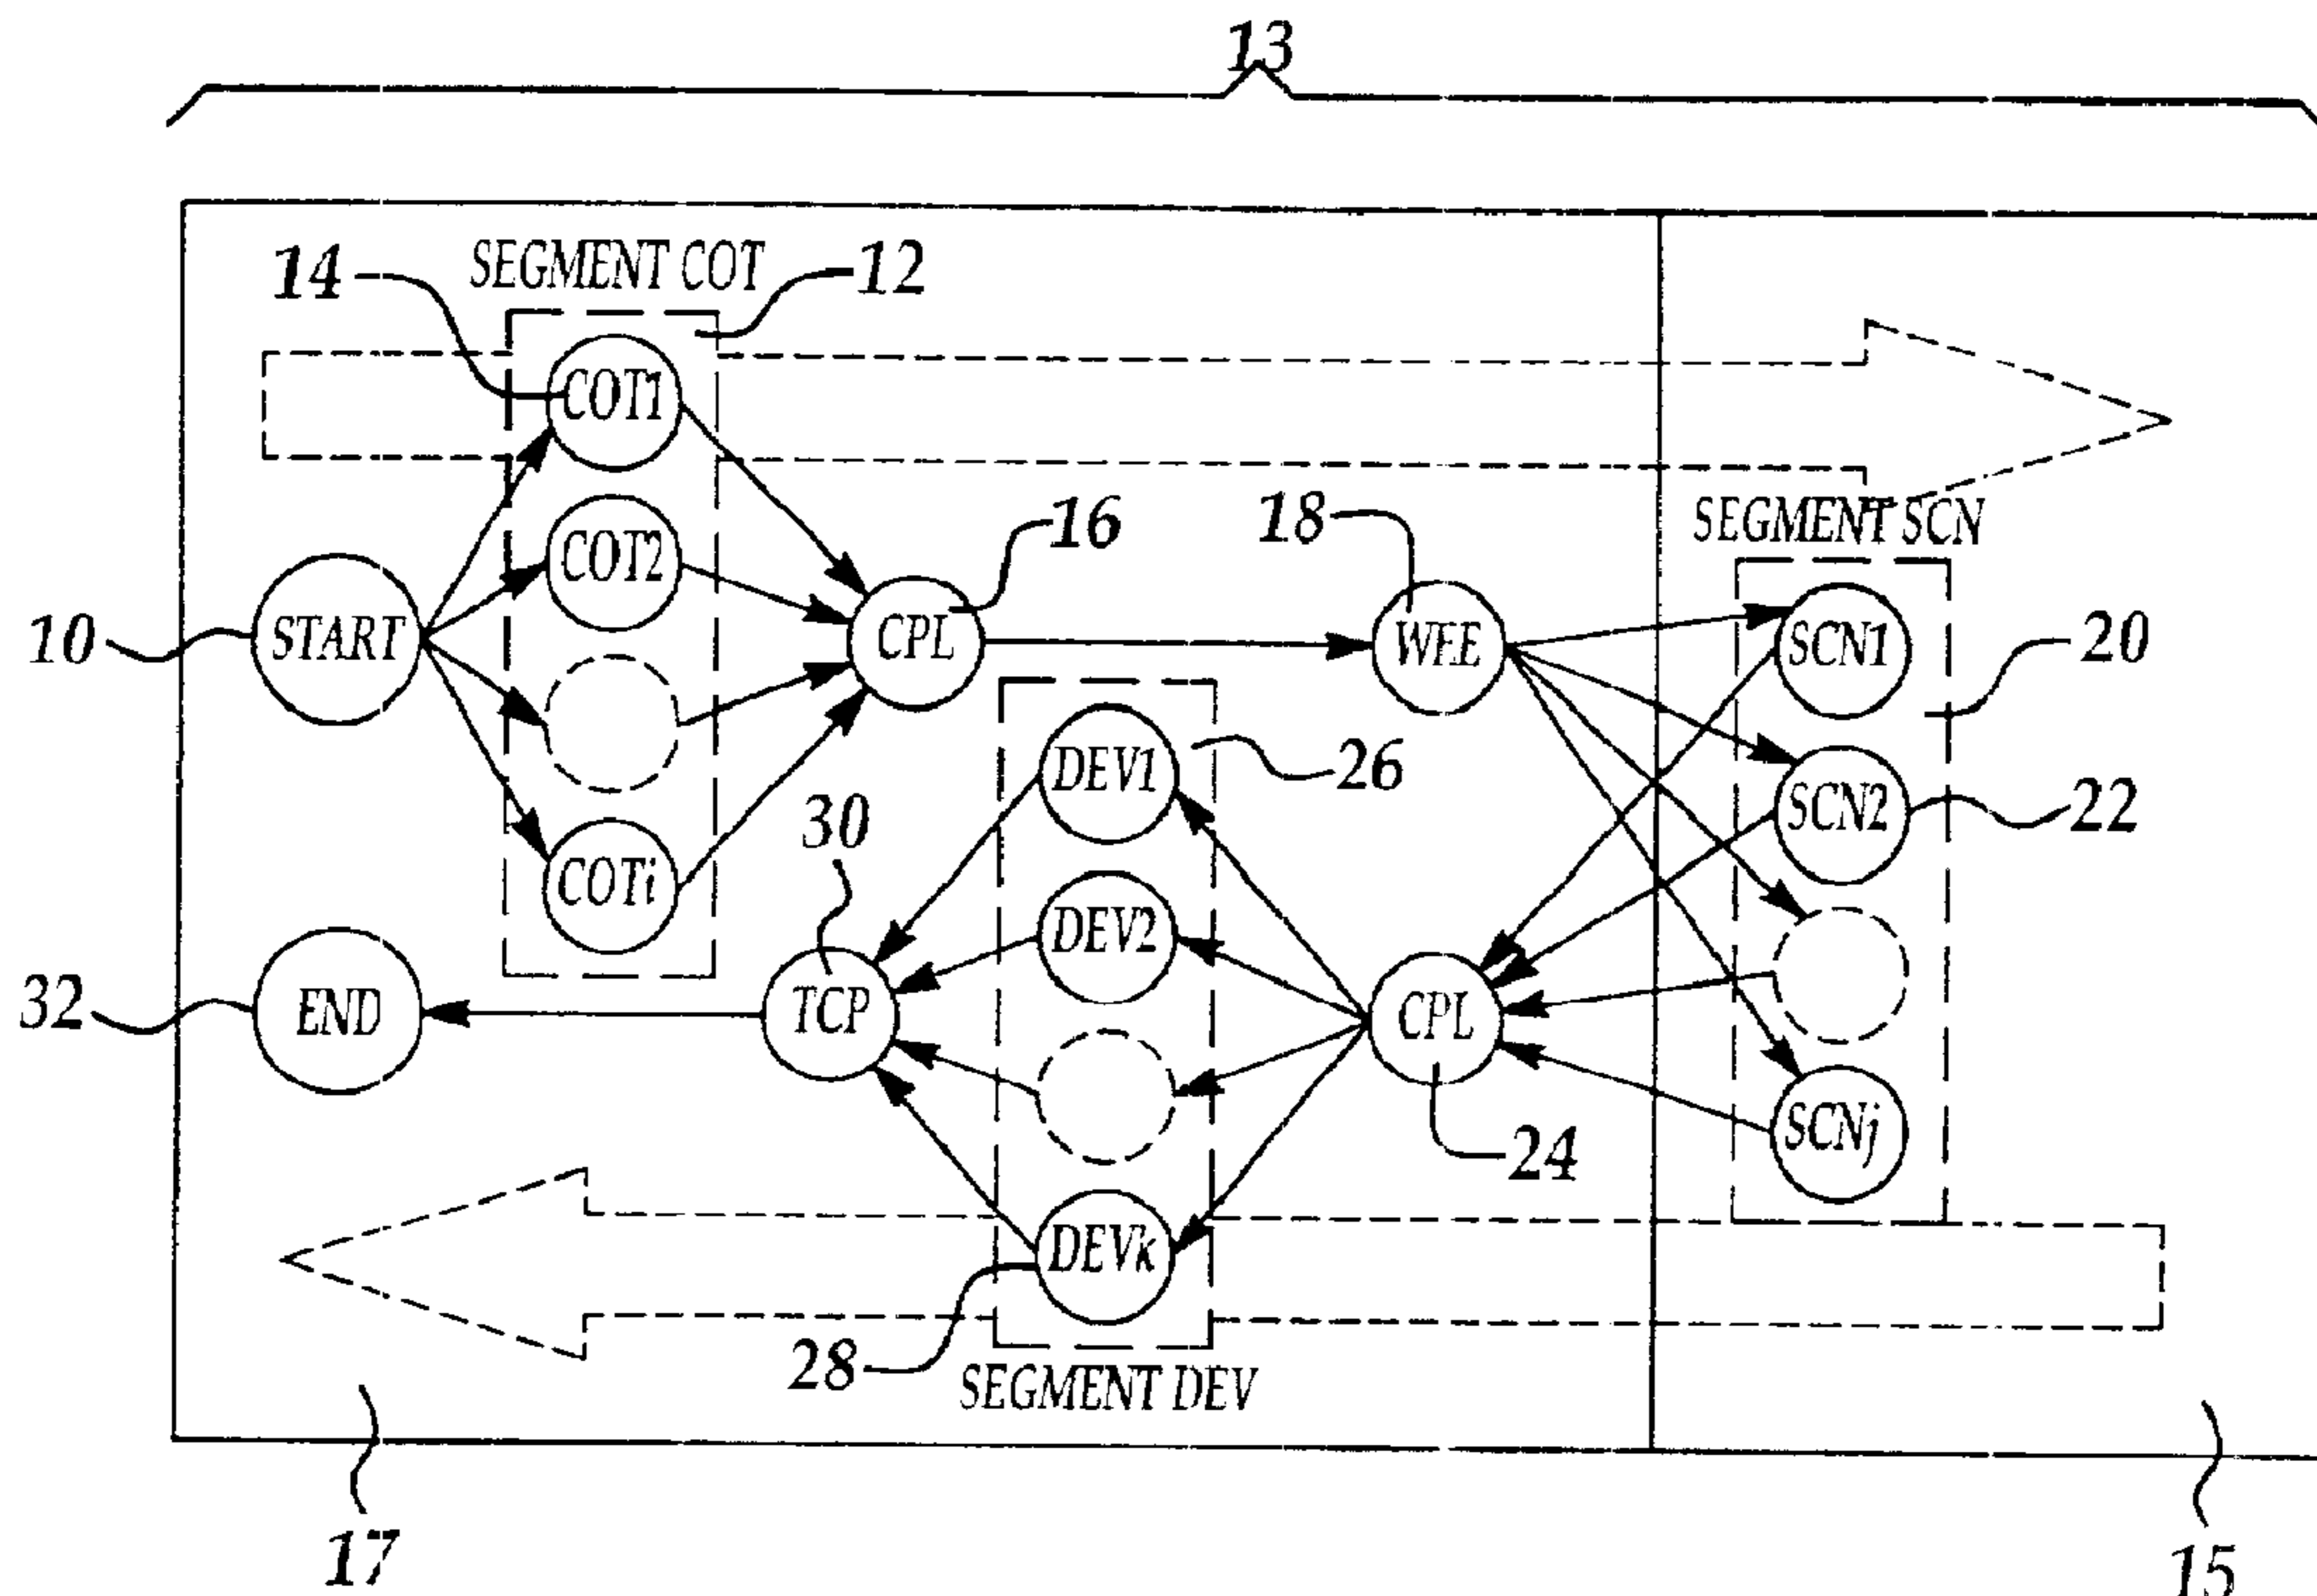 13
SEGMENT COT
14
12
COT1
16
18
SEGMENT SCN
COT2
10
START
CPL
WEE
SCN1
20
DEV1
26
SCN2
22
30
COTi
DEV2
32
END
TCP
CPL
24
SCNj
DEVk
28
SEGMENT DEV
17
15